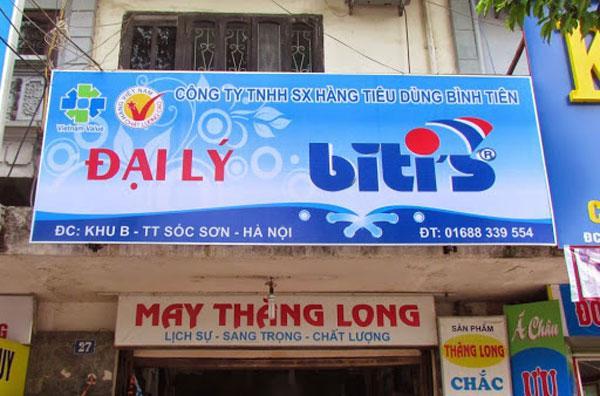 CÔNG TY TNHH SX HÀNG TIÊU DÙNG BÌNH TIÊN
Vietnam Value
ĐẠI LÝ
biti's®
ĐC: KHU B - TT SÓC SƠN - HÀ NỘI
ĐT: 01688 339 554
MAY THĂNG LONG
LỊCH SỰ - SANG TRỌNG - CHẤT LƯỢNG
27
SẢN PHẨM
THĂNG LONG
CHẮC
Á Châu
ƯU